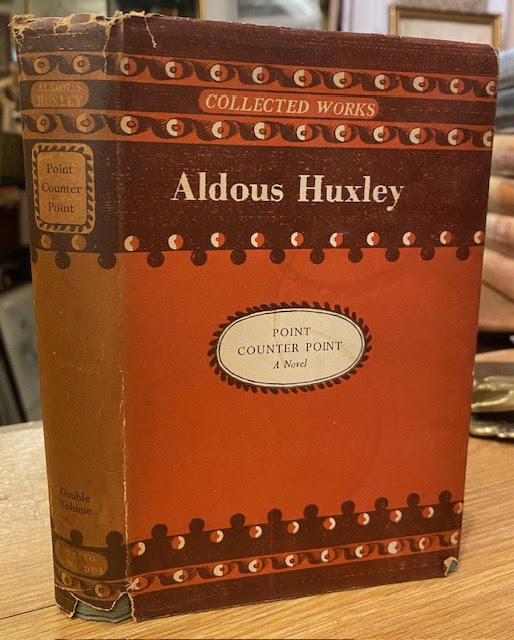 ALDOUS
HUXLEY
Point
Counter
Point
Double
Volume
COLLECTED WORKS
Aldous Huxley
POINT
COUNTER POINT
A Novel